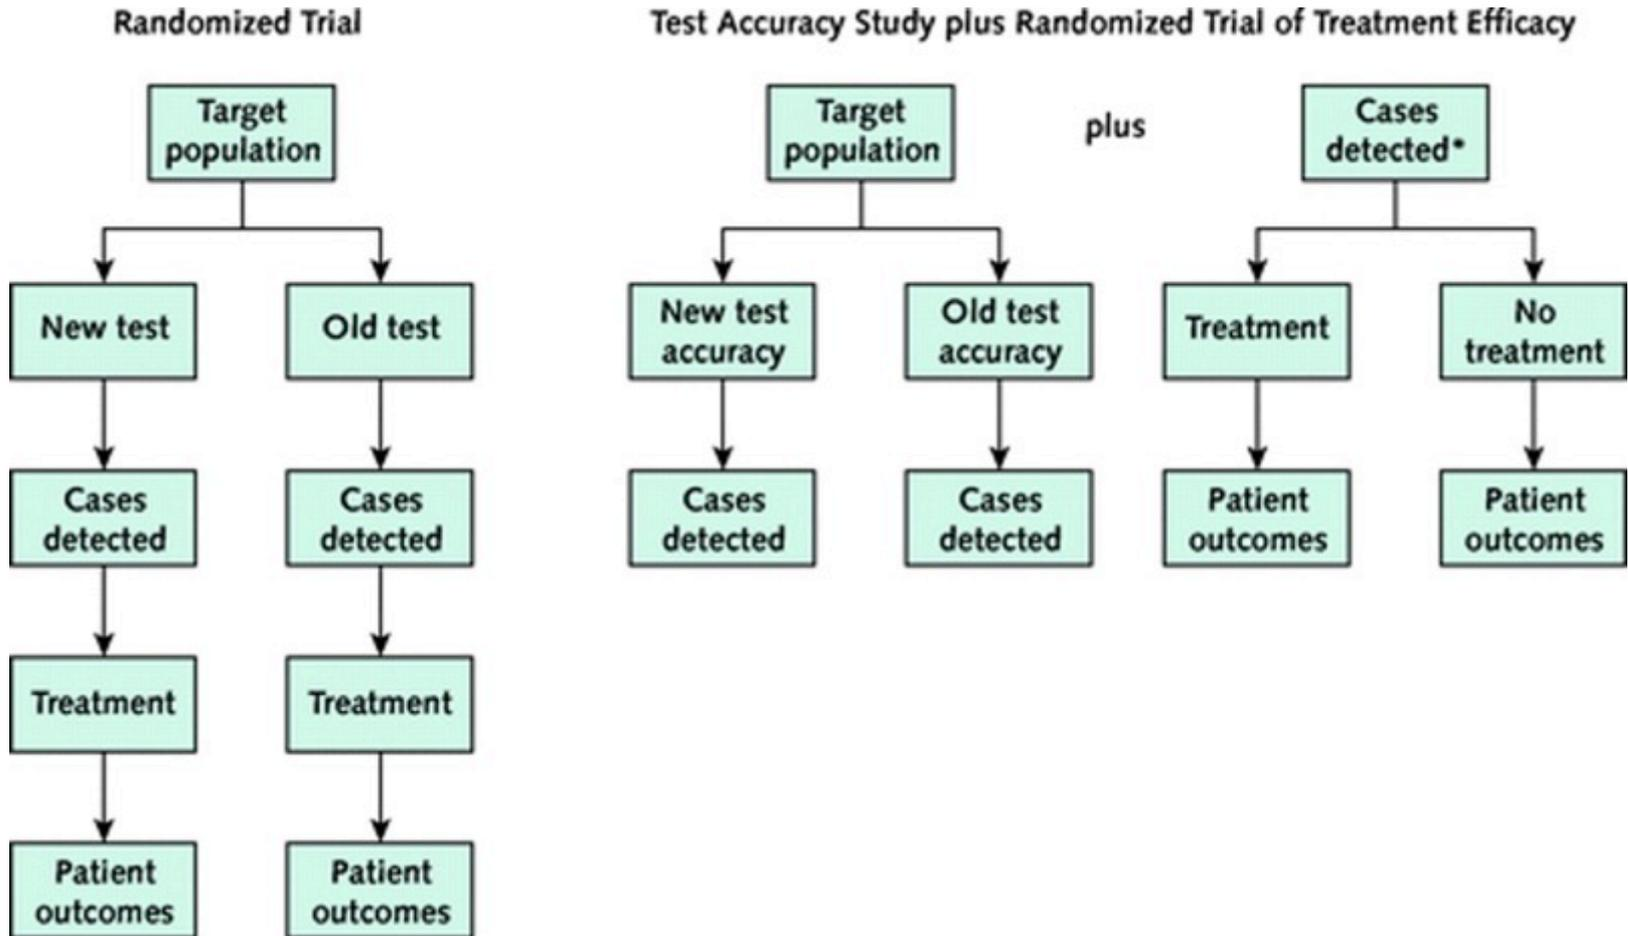 Randomized Trial
Target
population
New test
Old test
Cases
detected
Cases
detected
Treatment
Treatment
Patient
outcomes
Patient
outcomes
Test Accuracy Study plus Randomized Trial of Treatment Efficacy
Target
population
plus
Cases
detected*
New test
accuracy
Old test
accuracy
Treatment
No
treatment
Cases
detected
Cases
detected
Patient
outcomes
Patient
outcomes